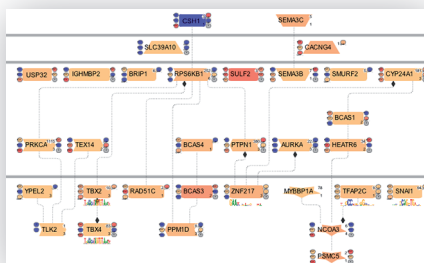 CSH1 SEMA3C
SLC39A10 CACNG4
USP32 IGHMBP2 BRIP1 RPS6KB1 SULF2 SEMA3B SMURF2 CYP24A1
BCAS1
PRKCA TEX14 BCAS4 PTPN1 AURKA HEATR6
YPEL2 TBX2 RAD51C BCAS3 ZNF217 MYBBP1A TFAP2C SNAI1
TLK2 TBX4 PPM1D NCOA3
PSMC5